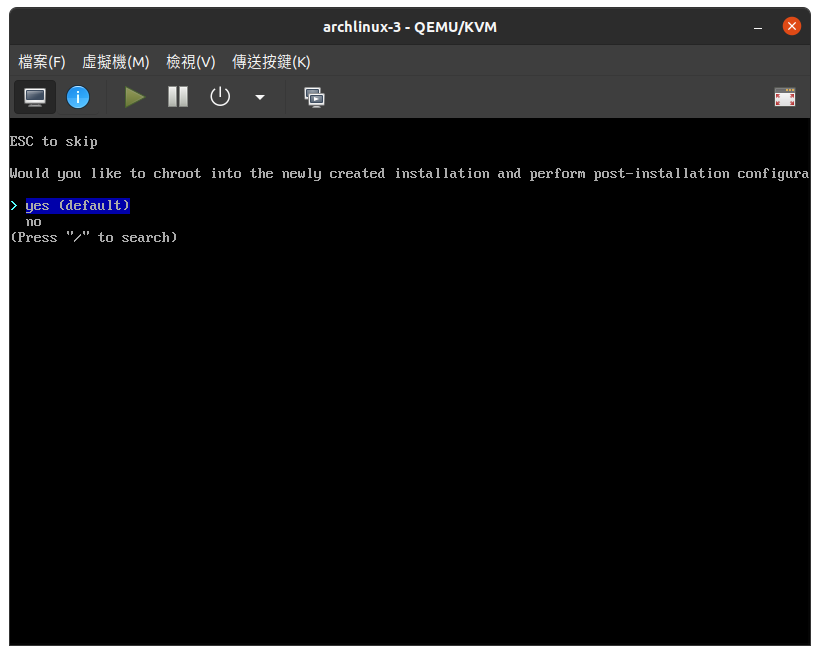 archlinux-3 - QEMU/KVM
檔案(F) 虛擬機(M) 檢視(V) 傳送按鍵(K)
ESC to skip
Would you like to chroot into the newly created installation and perform post-installation configura
> yes (default)
no
(Press "/" to search)